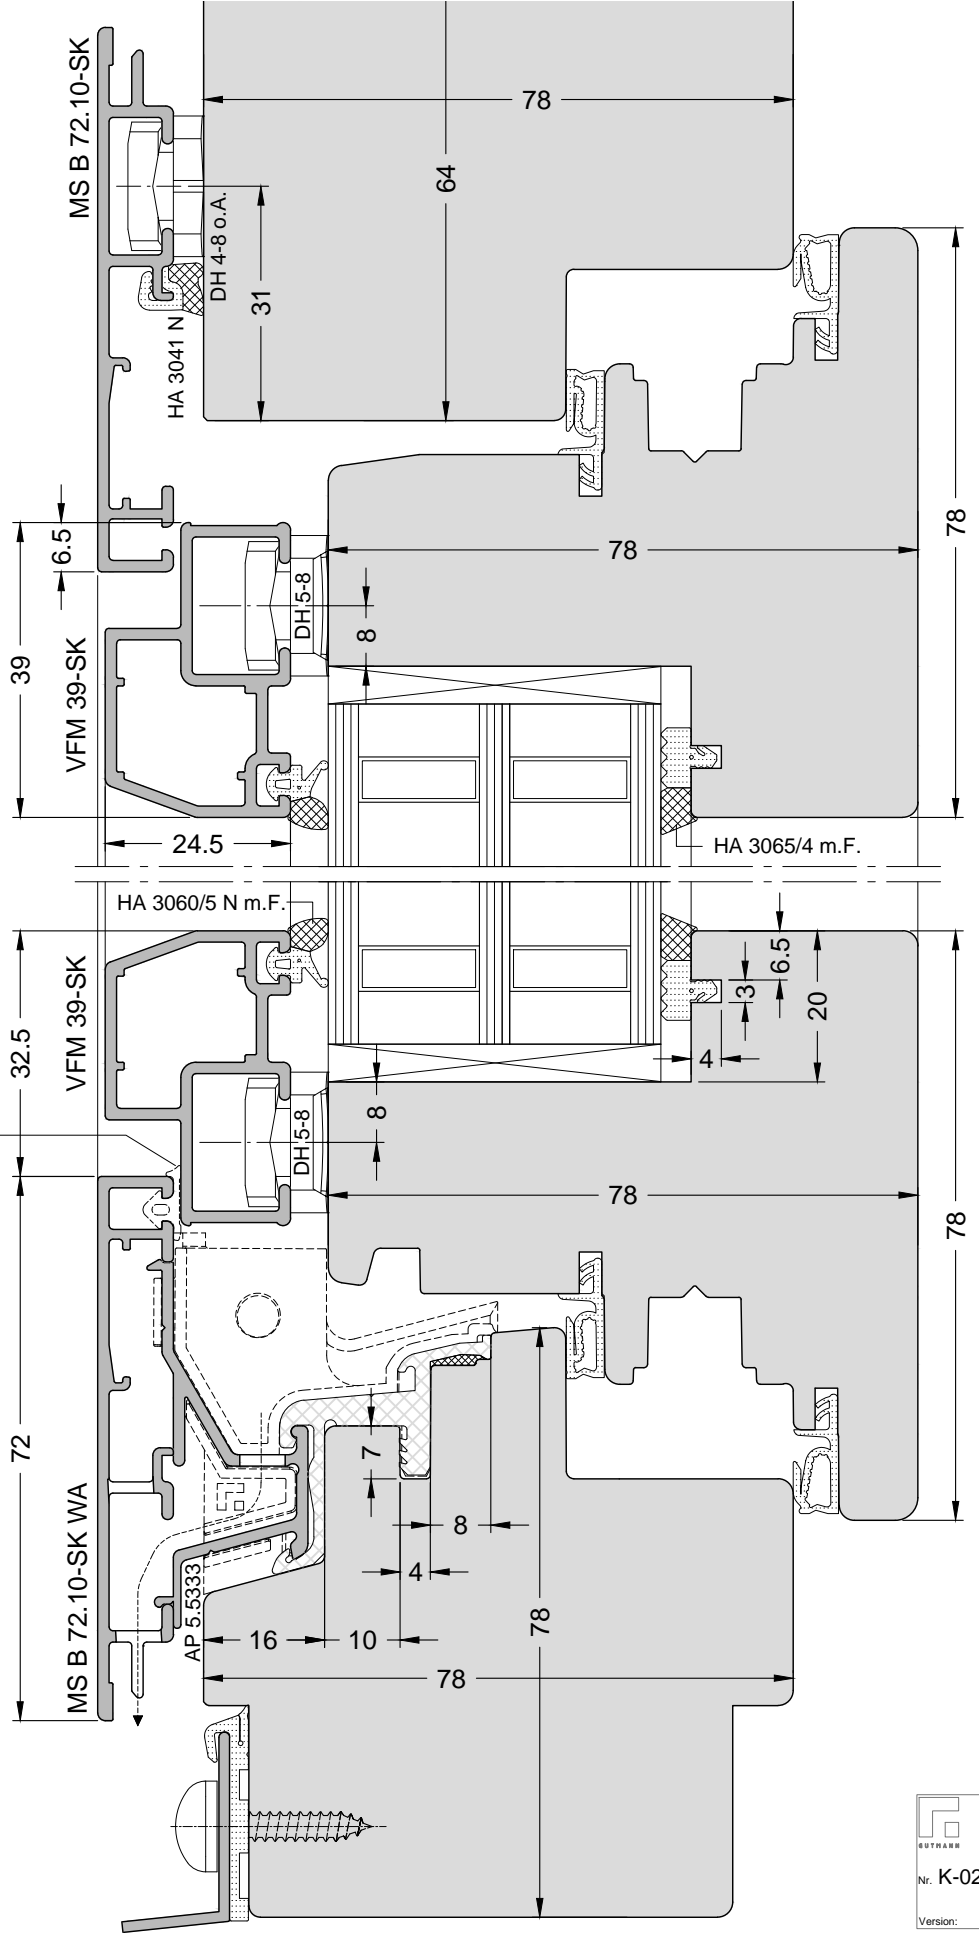 MS B 72.10-SK
78
64
DH 4-8 o.A.
31
HA 3041 N
78
6.5
39
78
DH 5-8
8
VFM 39-SK
24.5
HA 3065/4 m.F.
HA 3060/5 N m.F.
6.5
3
20
4
32.5
VFM 39-SK
8
DH 5-8
78
78
72
7
8
4
MS B 72.10-SK WA
AP 5.5333
16
10
78
78
GUTMANN
Nr. K-02
Version: